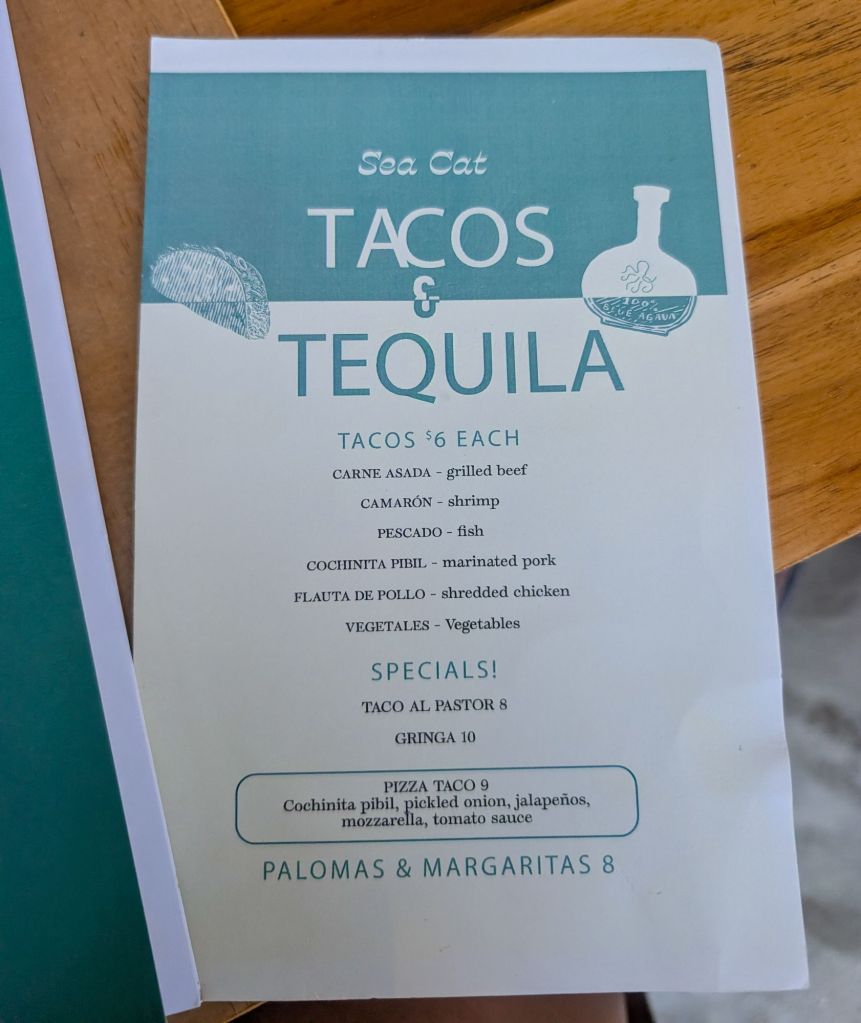 Sea Cat
TACOS
&
TEQUILA
100%
AGAVA
TACOS $6 EACH
CARNE ASADA - grilled beef
CAMARÓN - shrimp
PESCADO - fish
COCHINITA PIBIL - marinated pork
FLAUTA DE POLLO - shredded chicken
VEGETALES - Vegetables
SPECIALS!
TACO AL PASTOR 8
GRINGA 10
PIZZA TACO 9
Cochinita pibil, pickled onion, jalapeños,
mozzarella, tomato sauce
PALOMAS & MARGARITAS 8